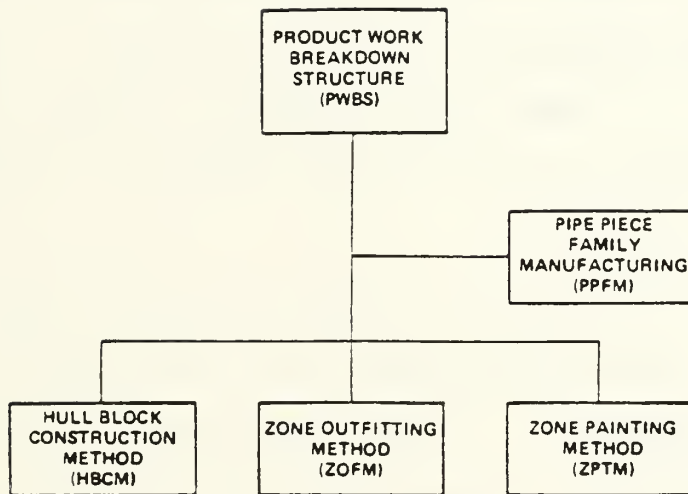 PRODUCT WORK
BREAKDOWN
STRUCTURE
(PWBS)
PIPE PIECE
FAMILY
MANUFACTURING
(PPFM)
HULL BLOCK
CONSTRUCTION
METHOD
(HBCM)
ZONE OUTFITTING
METHOD
(ZOFM)
ZONE PAINTING
METHOD
(ZPTM)